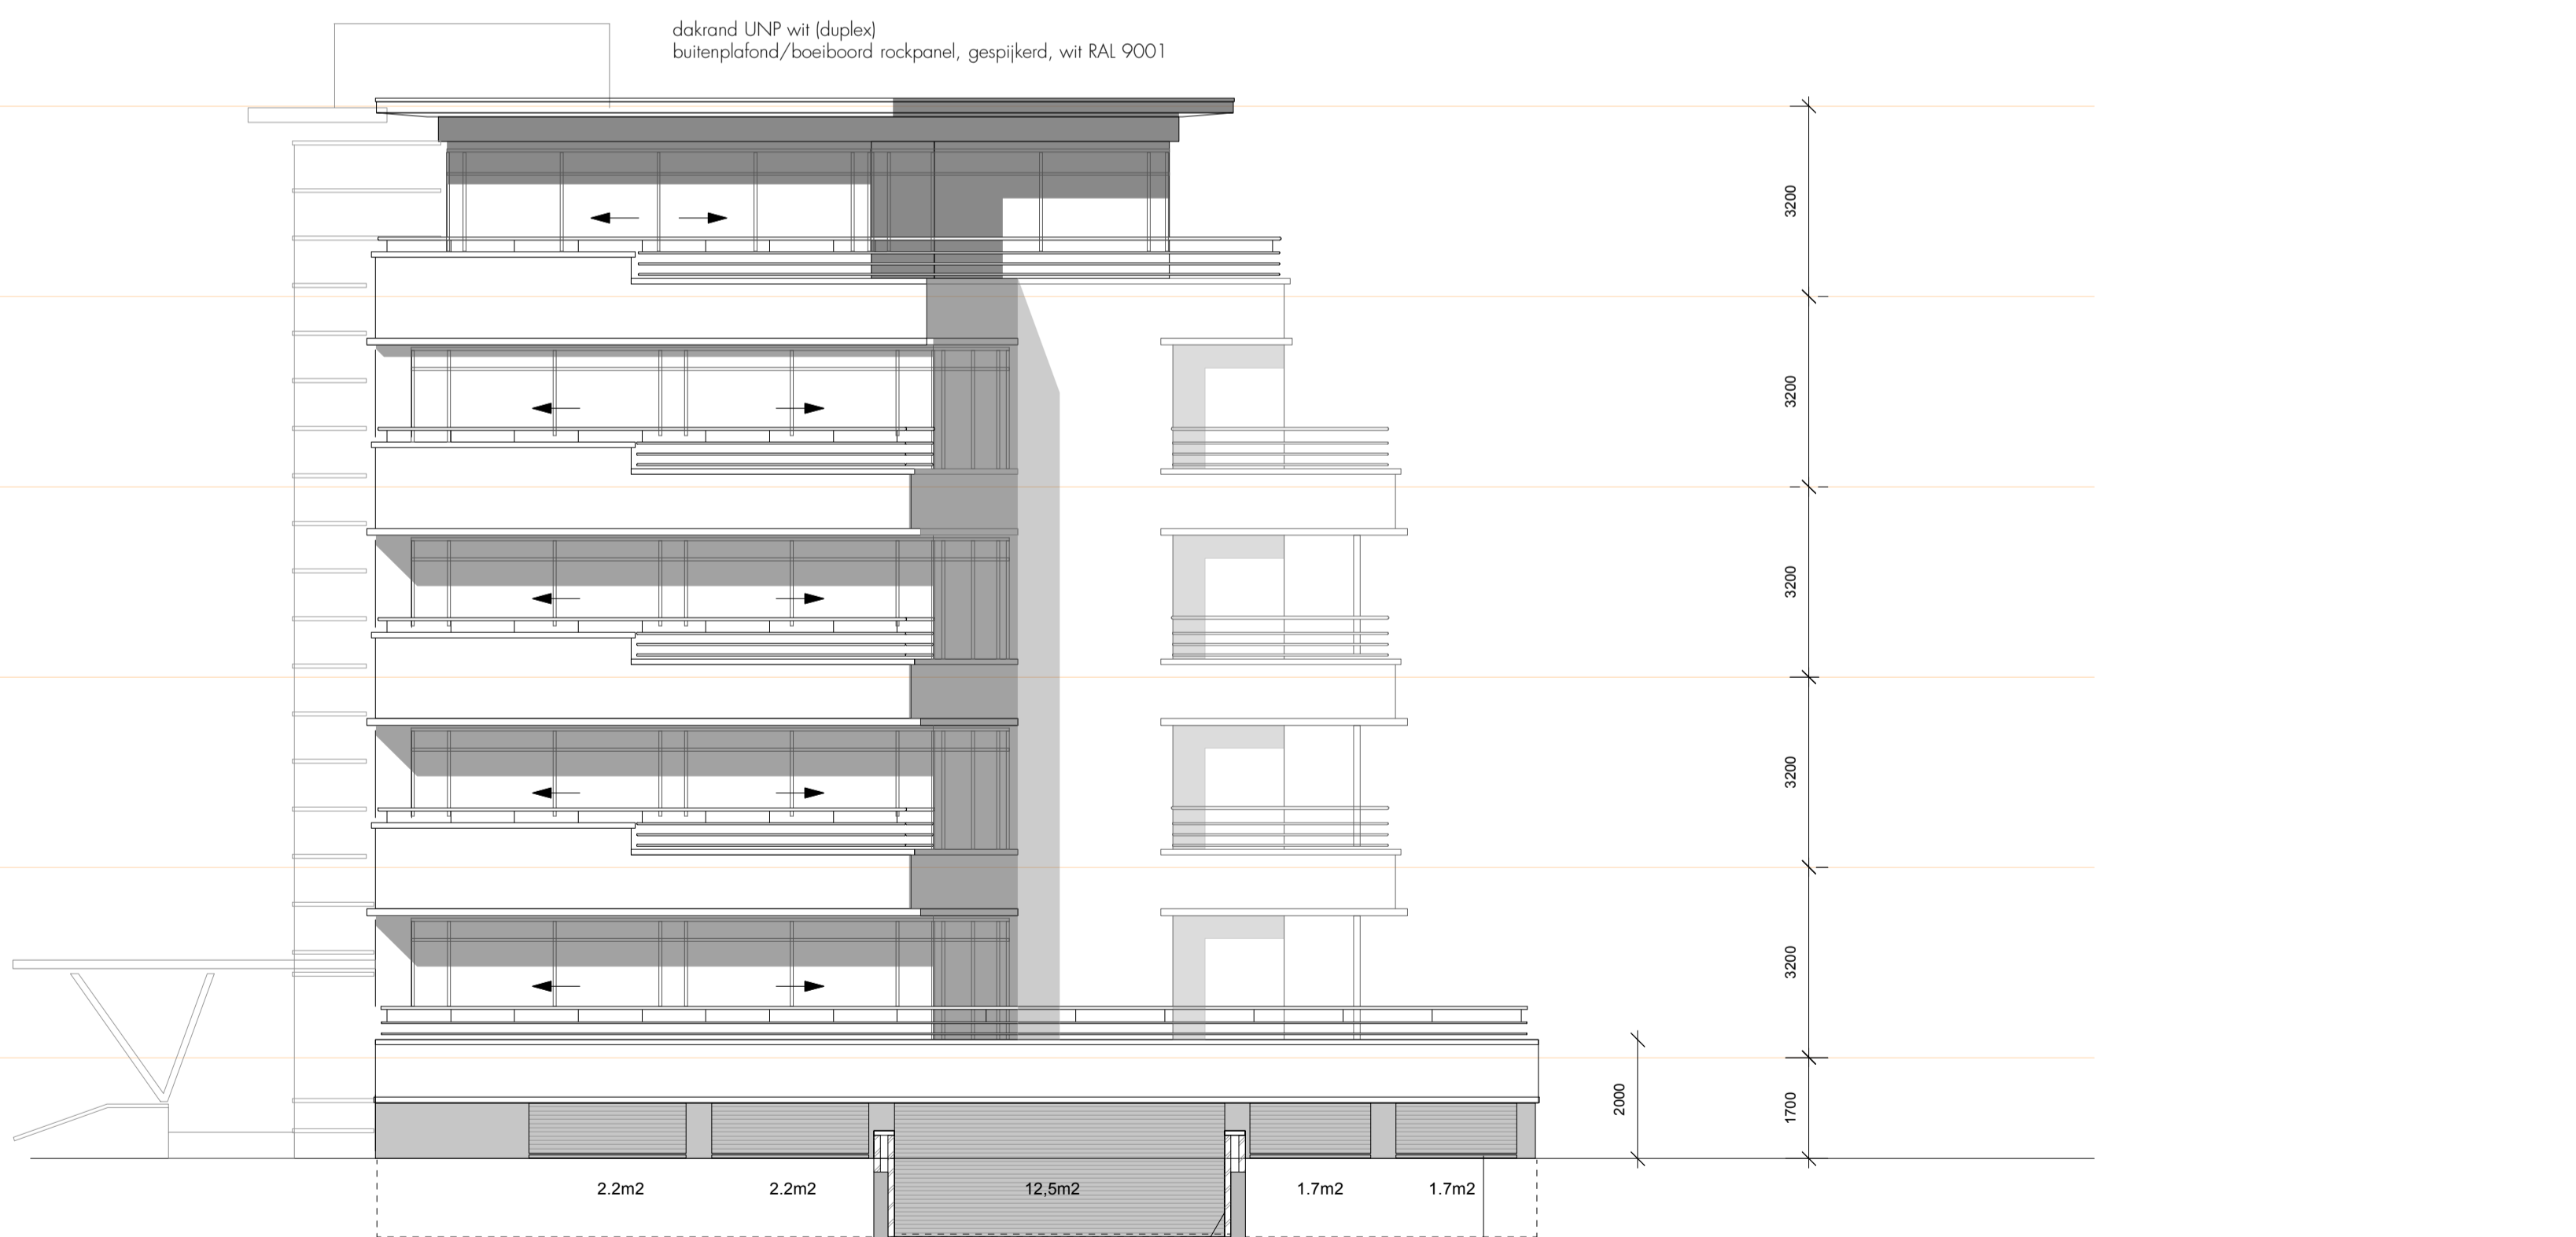 dakrand UNP wit (duplex)
buitenplafond/boeiboord rockpanel, gespijkerd, wit RAL 9001
3200
3200
3200
3200
3200
2000
1700
2.2m2
2.2m2
12,5m2
1.7m2
1.7m2